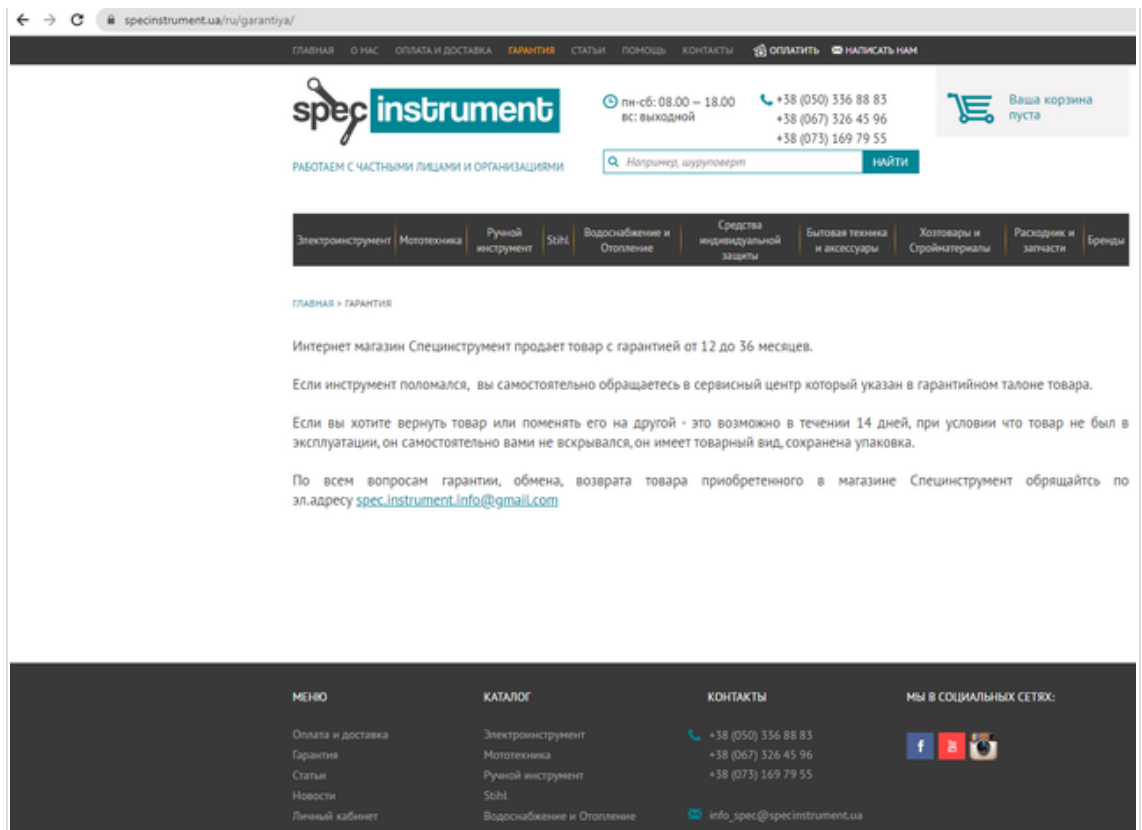 specinstrument.ua/ru/garantiya/
ГЛАВНАЯ О НАС ОПЛАТА И ДОСТАВКА ГАРАНТИЯ СТАТЬИ ПОМОЩЬ КОНТАКТЫ ОПЛАТИТЬ НАПИСАТЬ НАМ
spec instrument
РАБОТАЕМ С ЧАСТНЫМИ ЛИЦАМИ И ОРГАНИЗАЦИЯМИ
пн-сб: 08.00 — 18.00
вс: выходной
+38 (050) 336 88 83
+38 (067) 326 45 96
+38 (073) 169 79 55
Например, шуруповерт НАЙТИ
Ваша корзина
пуста
Электроинструмент
Мототехника
Ручной
инструмент
Stihl
Водоснабжение и
Отопление
Средства
индивидуальной
защиты
Бытовая техника
и аксессуары
Хозтовары и
Стройматериалы
Расходник и
запчасти
Бренды
ГЛАВНАЯ > ГАРАНТИЯ
Интернет магазин Специнструмент продает товар с гарантией от 12 до 36 месяцев.
Если инструмент поломался, вы самостоятельно обращаетесь в сервисный центр который указан в гарантийном талоне товара.
Если вы хотите вернуть товар или поменять его на другой - это возможно в течении 14 дней, при условии что товар не был в
эксплуатации, он самостоятельно вами не вскрывался, он имеет товарный вид, сохранена упаковка.
По всем вопросам гарантии, обмена, возврата товара приобретенного в магазине Специнструмент обрящайтсь по
эл.адресу spec.instrument.info@gmail.com
МЕНЮ
Оплата и доставка
Гарантия
Статьи
Новости
Личный кабинет
КАТАЛОГ
Электроинструмент
Мототехника
Ручной инструмент
Stihl
Водоснабжение и Отопление
КОНТАКТЫ
+38 (050) 336 88 83
+38 (067) 326 45 96
+38 (073) 169 79 55
info_spec@specinstrument.ua
МЫ В СОЦИАЛЬНЫХ СЕТЯХ: